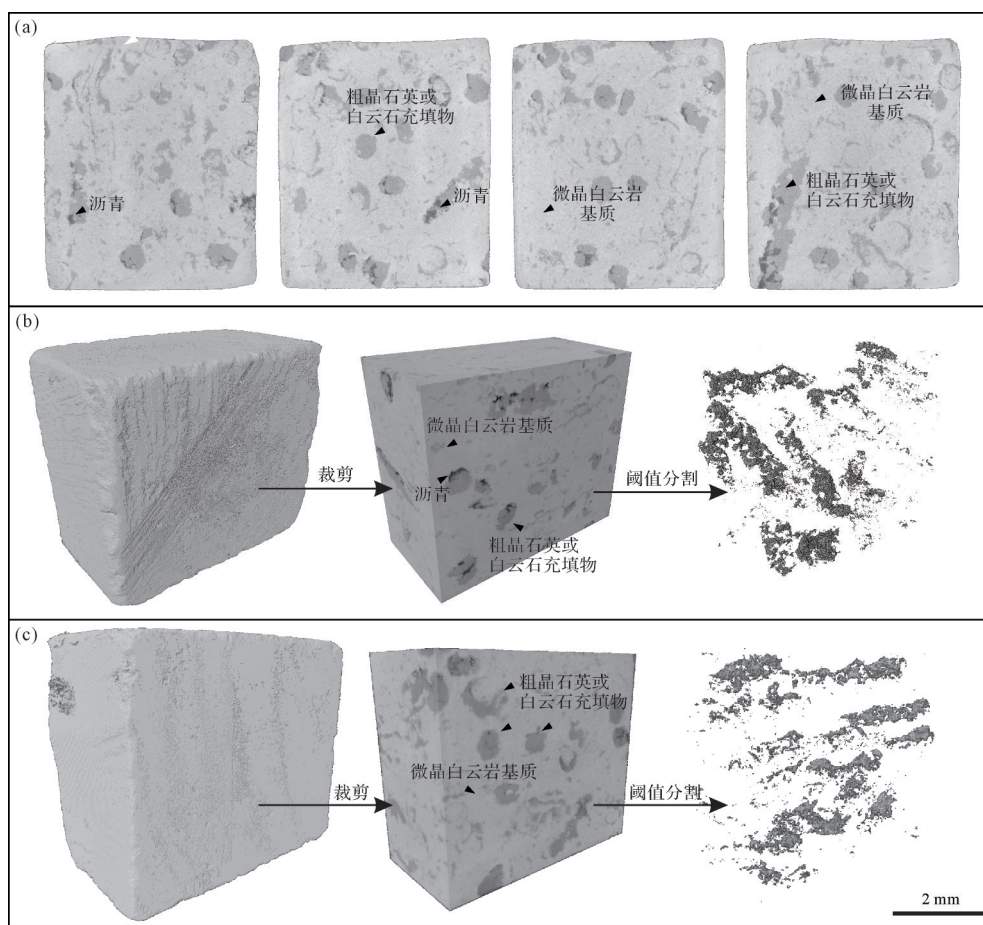 (a)
粗晶石英或
白云石充填物
沥青
沥青
微晶白云岩
基质
微晶白云岩
基质
粗晶石英或
白云石充填物
(b)
微晶白云岩基质
沥青
粗晶石英或
白云石充填物
裁剪
阈值分割
(c)
粗晶石英或
白云石充填物
微晶白云岩基质
裁剪
阈值分割
2 mm